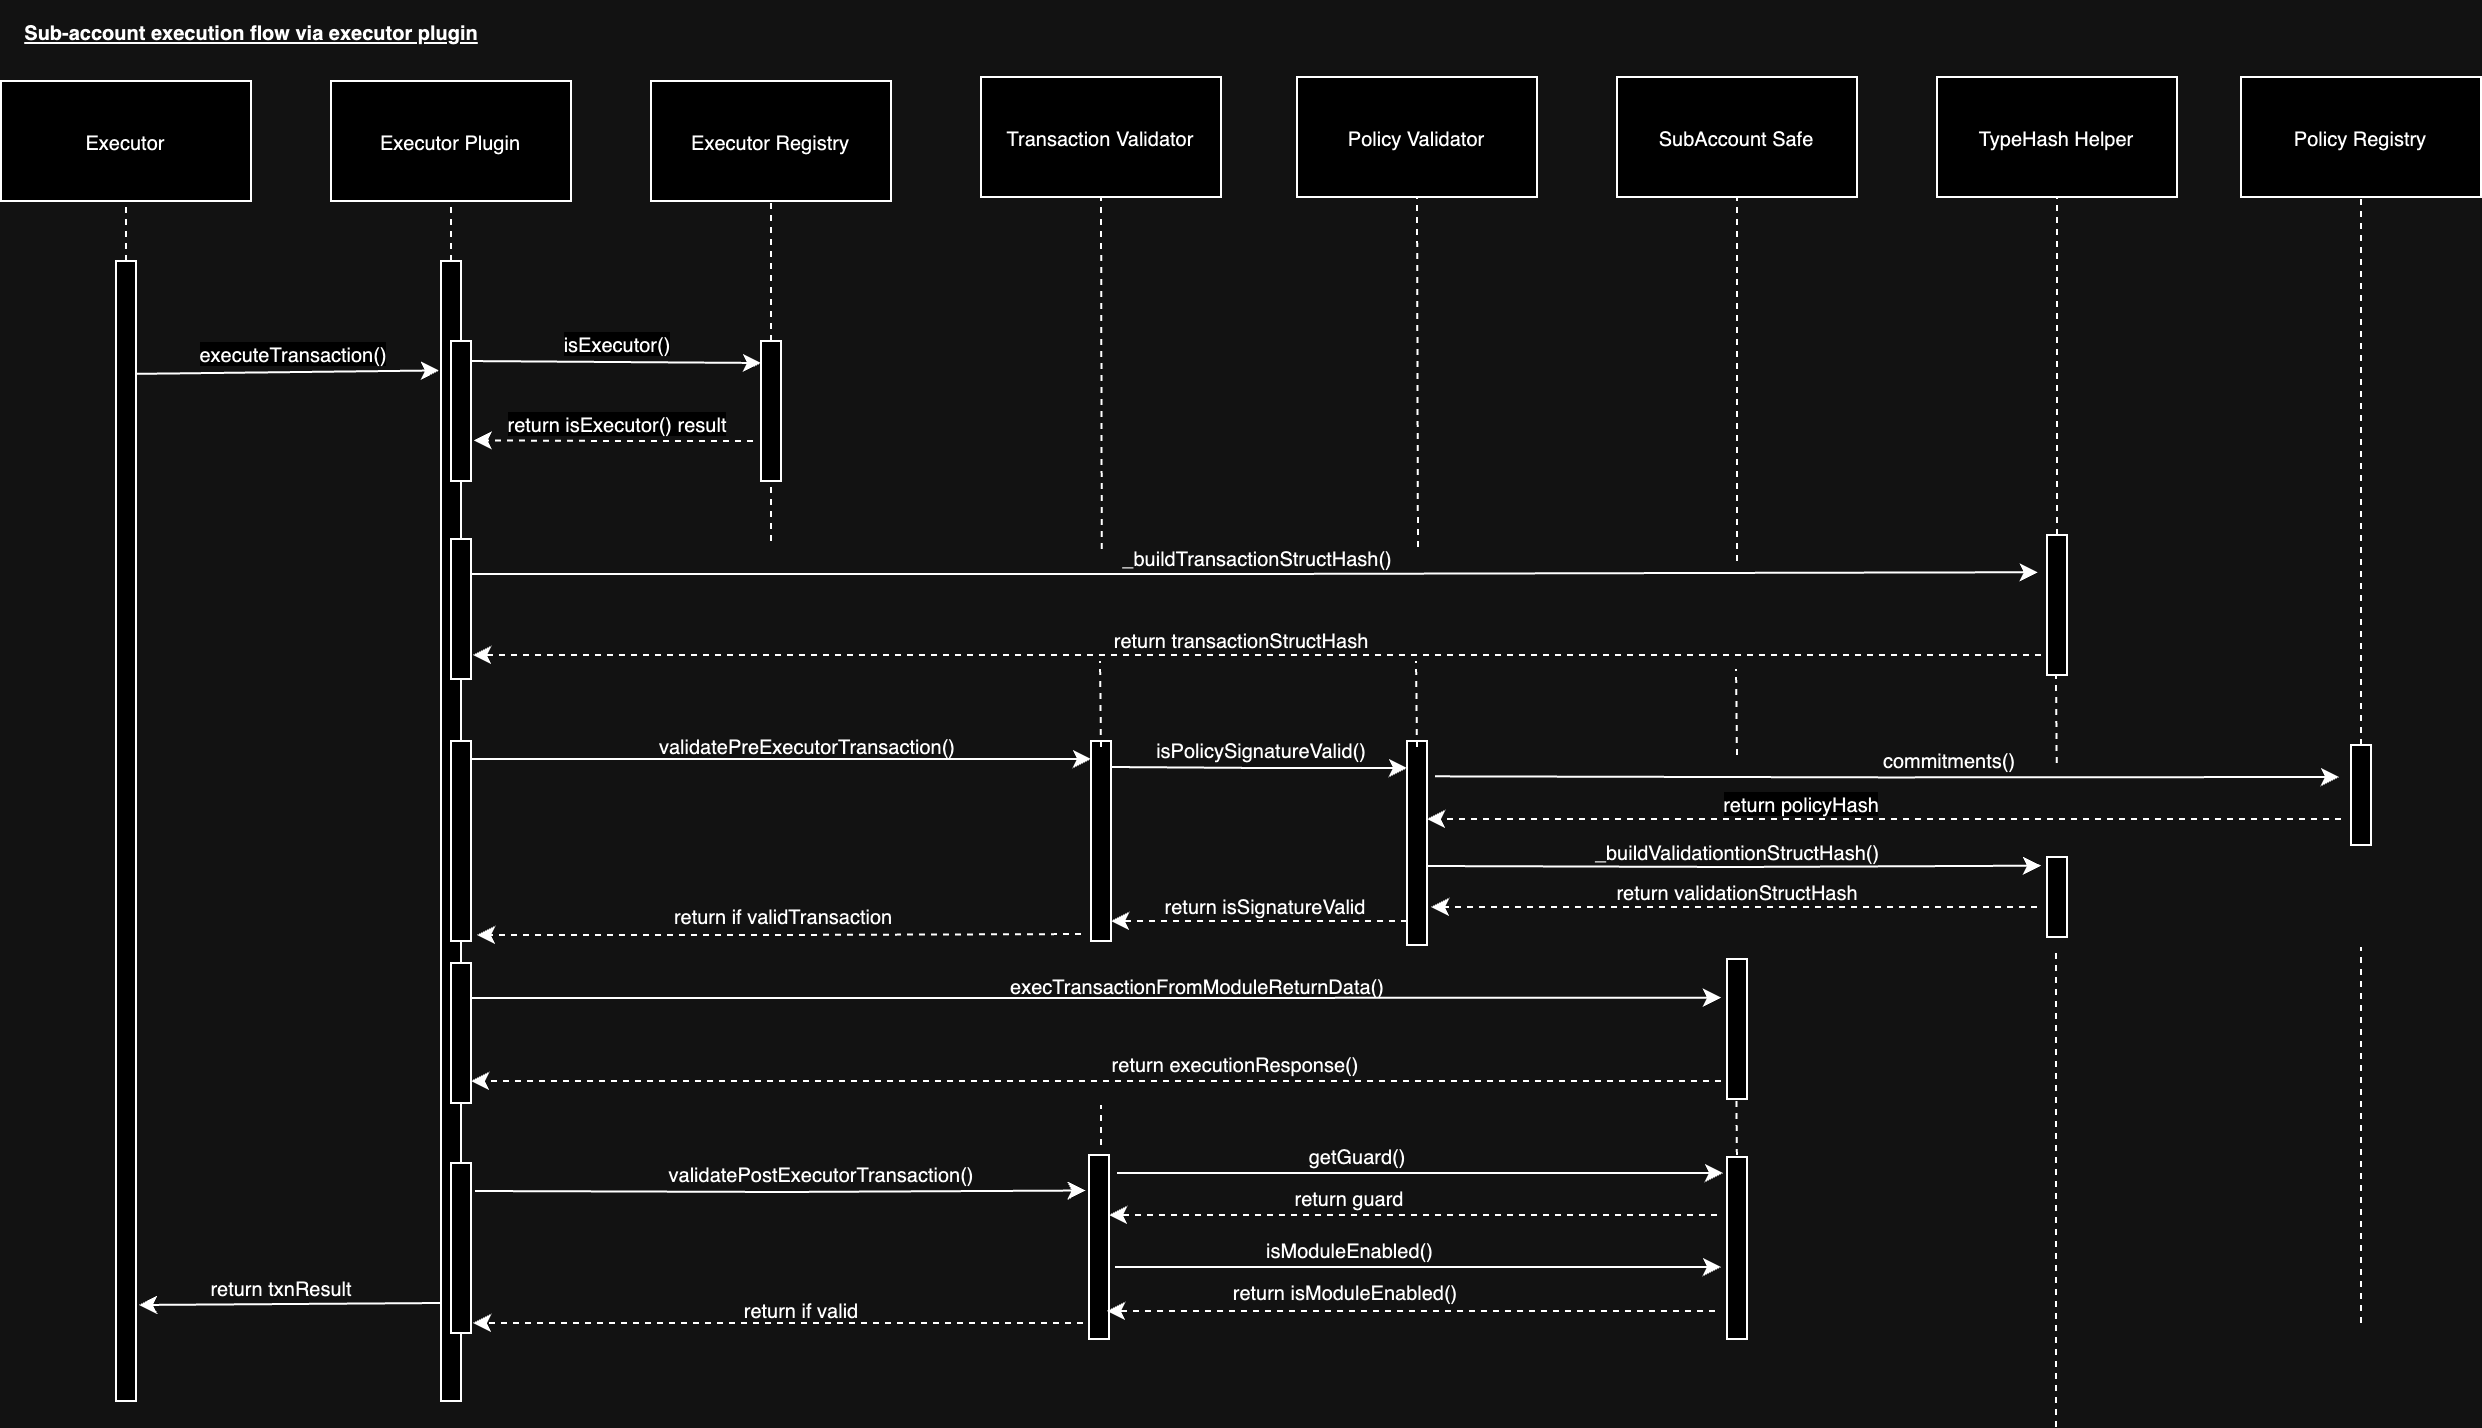 Sub-account execution flow via executor plugin
Executor
Executor Plugin
Executor Registry
Transaction Validator
Policy Validator
SubAccount Safe
TypeHash Helper
Policy Registry
executeTransaction()
isExecutor()
return isExecutor() result
_buildTransactionStructHash()
return transactionStructHash
validatePreExecutorTransaction()
isPolicySignatureValid()
commitments()
return policyHash
_buildValidationtionStructHash()
return validationStructHash
return isSignatureValid
return if validTransaction
execTransactionFromModuleReturnData()
return executionResponse()
validatePostExecutorTransaction()
getGuard()
return guard
isModuleEnabled()
return isModuleEnabled()
return txnResult
return if valid